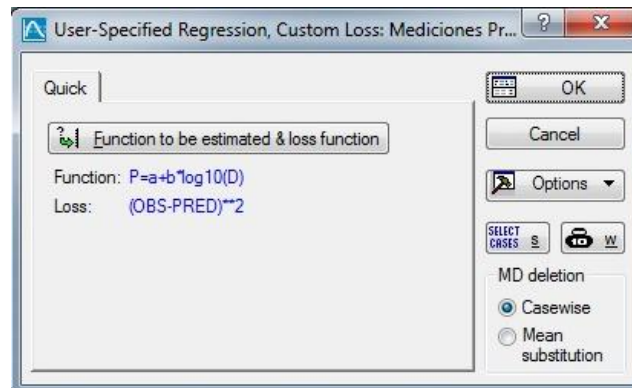 User-Specified Regression, Custom Loss: Mediciones Pr...
Quick
Function to be estimated & loss function
Function: P=a+b*log10(D)
Loss: (OBS-PRED)**2
OK
Cancel
Options
SELECT CASES S
W
MD deletion
Casewise
Mean
substitution